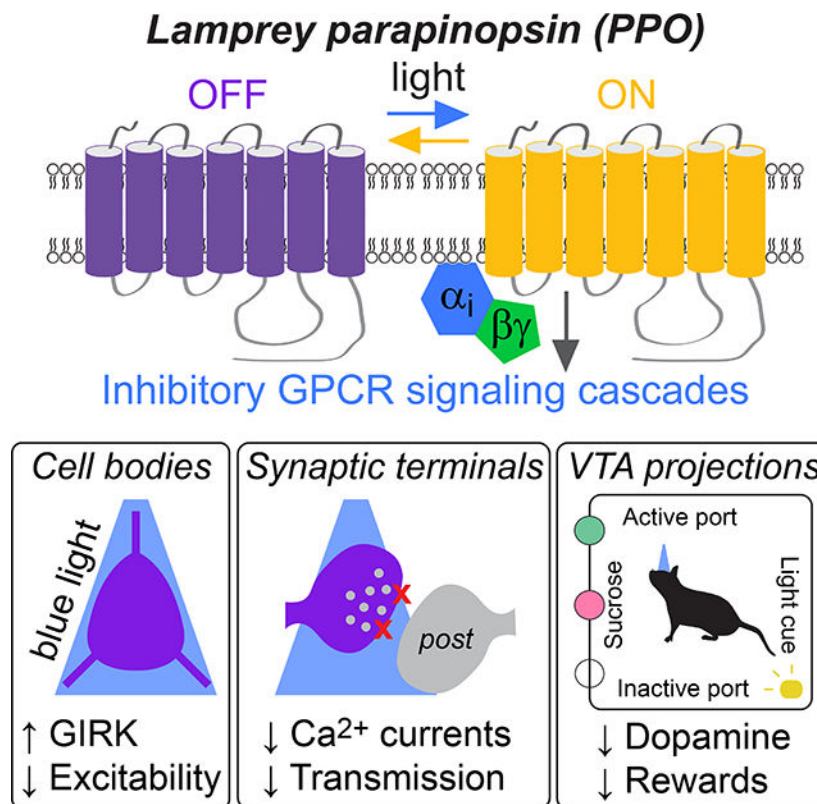 Lamprey parapinopsin (PPO)
light
OFF
ON
αi
βγ
Inhibitory GPCR signaling cascades
Cell bodies
blue light
↑ GIRK
↓ Excitability
Synaptic terminals
x
x
post
↓ Ca²⁺ currents
↓ Transmission
VTA projections
Active port
Sucrose
Light cue
Inactive port
↓ Dopamine
↓ Rewards